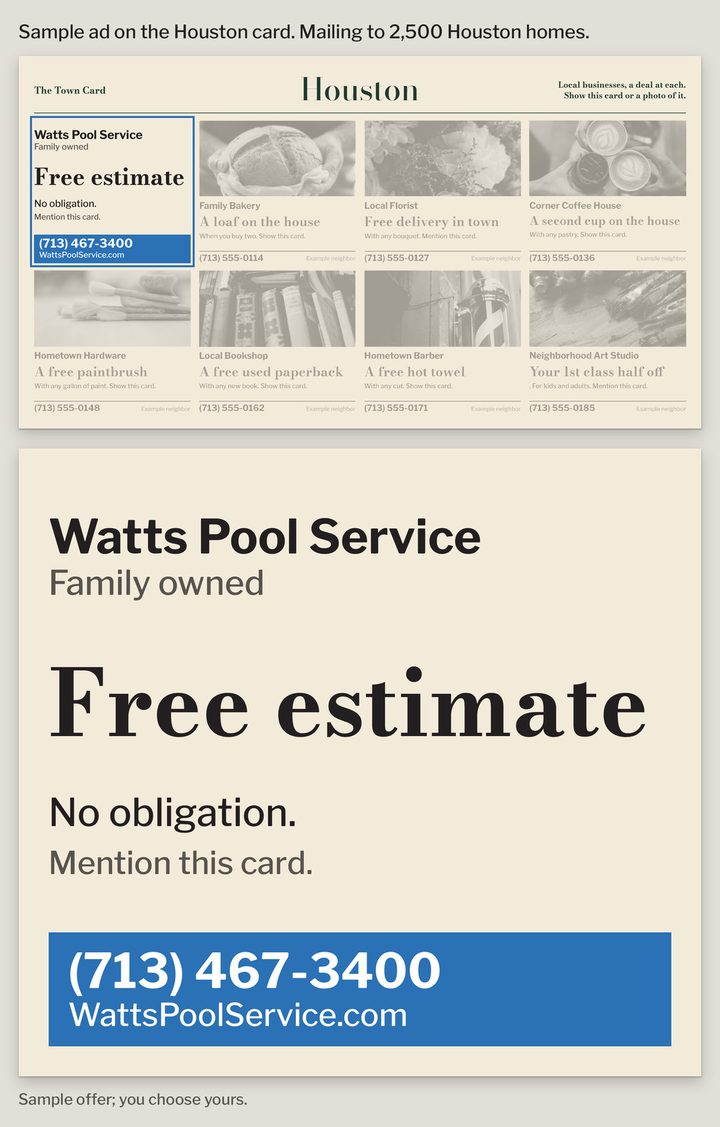 Sample ad on the Houston card. Mailing to 2,500 Houston homes.
The Town Card
Houston
Local businesses, a deal at each.
Show this card or a photo of it.
Watts Pool Service
Family owned
Free estimate
No obligation.
Mention this card.
(713) 467-3400
WattsPoolService.com
Family Bakery
A loaf on the house
When you buy two. Show this card.
(713) 555-0114
Example neighbor
Local Florist
Free delivery in town
With any bouquet. Mention this card.
(713) 555-0127
Example neighbor
Corner Coffee House
A second cup on the house
With any pastry. Show this card.
(713) 555-0136
Example neighbor
Hometown Hardware
A free paintbrush
With any gallon of paint. Show this card.
(713) 555-0148
Example neighbor
Local Bookshop
A free used paperback
With any new book. Show this card.
(713) 555-0162
Example neighbor
Hometown Barber
A free hot towel
With any cut. Show this card.
(713) 555-0171
Example neighbor
Neighborhood Art Studio
Your 1st class half off
For kids and adults. Mention this card.
(713) 555-0185
Example neighbor
Watts Pool Service
Family owned
Free estimate
No obligation.
Mention this card.
(713) 467-3400
WattsPoolService.com
Sample offer; you choose yours.